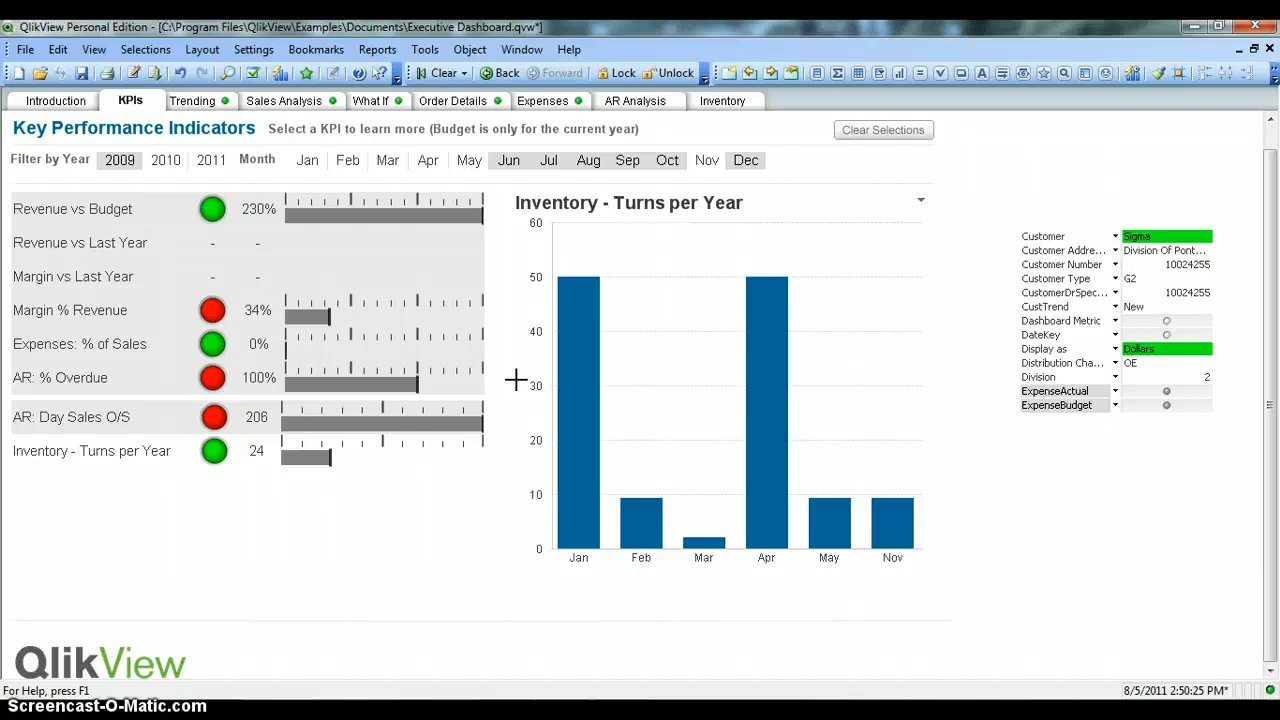 QlikView Personal Edition - [C:\Program Files\QlikView\Examples\Documents\Executive Dashboard.qvw*]
File Edit View Selections Layout Settings Bookmarks Reports Tools Object Window Help
Clear Back Forward Lock Unlock
Introduction KPIs Trending Sales Analysis What If Order Details Expenses AR Analysis Inventory
Key Performance Indicators Select a KPI to learn more (Budget is only for the current year) Clear Selections
Filter by Year 2009 2010 2011 Month Jan Feb Mar Apr May Jun Jul Aug Sep Oct Nov Dec
Revenue vs Budget 230%
Revenue vs Last Year - -
Margin vs Last Year - -
Margin % Revenue 34%
Expenses: % of Sales 0%
AR: % Overdue 100%
AR: Day Sales O/S 206
Inventory - Turns per Year 24
Inventory - Turns per Year
60
50
40
30
20
10
0
Jan Feb Mar Apr May Nov
Customer Sigma
Customer Addre... Division Of Pont...
Customer Number 10024255
Customer Type G2
CustomerDrSpec... 10024255
CustTrend New
Dashboard Metric
DateKey
Display as Dollars
Distribution Cha... OE
Division 2
ExpenseActual
ExpenseBudget
QlikView
For Help, press F1 8/5/2011 2:50:25 PM*
Screencast-O-Matic.com